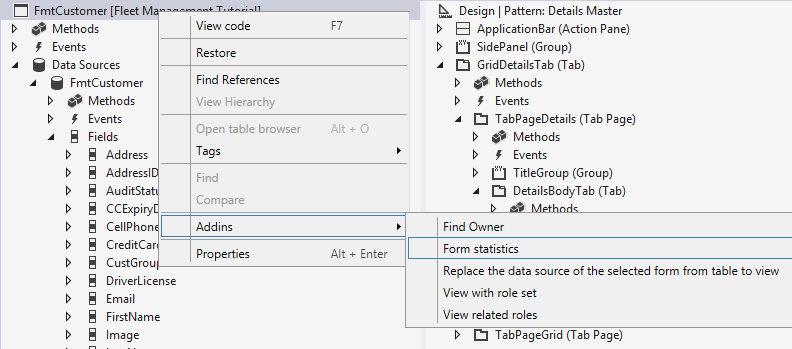 FmtCustomer [Fleet Management Tutorial]
Methods
Events
Data Sources
FmtCustomer
Methods
Events
Fields
Address
AddressID
AuditStatu
CCExpiryD
CellPhone
CreditCard
CustGroup
DriverLicense
Email
FirstName
Image
View code F7
Restore
Find References
View Hierarchy
Open table browser Alt + O
Tags
Find
Compare
Addins
Properties Alt + Enter
Find Owner
Form statistics
Replace the data source of the selected form from table to view
View with role set
View related roles
Design | Pattern: Details Master
ApplicationBar (Action Pane)
SidePanel (Group)
GridDetailsTab (Tab)
Methods
Events
TabPageDetails (Tab Page)
Methods
Events
TitleGroup (Group)
DetailsBodyTab (Tab)
Methods
TabPageGrid (Tab Page)